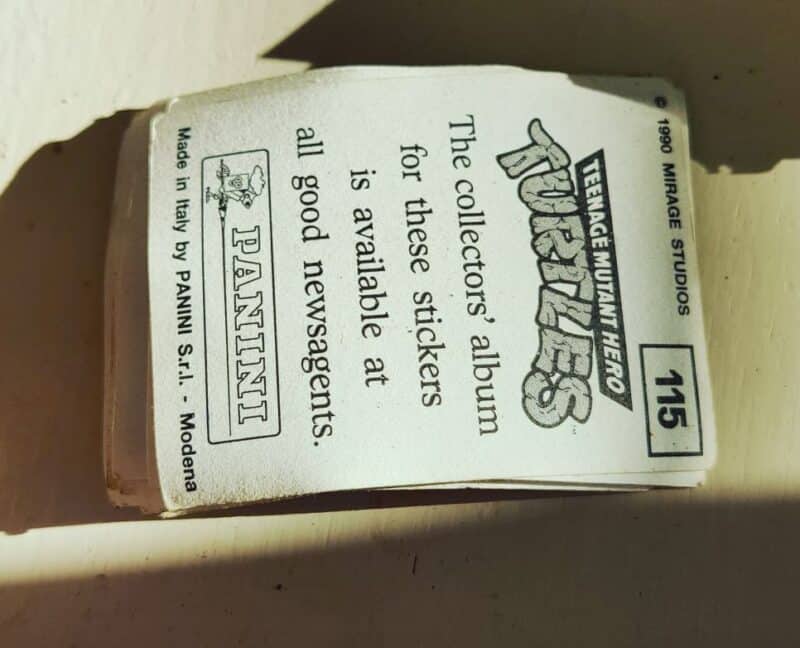 © 1990 MIRAGE STUDIOS
115
TEENAGE MUTANT HERO
TURTLES™
The collectors' album
for these stickers
is available at
all good newsagents.
PANINI
Made in Italy by PANINI S.r.l. - Modena